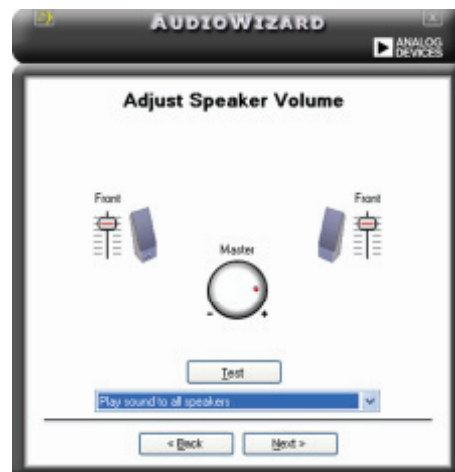 AUDIOWIZARD
ANALOG
DEVICES
Adjust Speaker Volume
Front
Front
Master
- +
Test
Play sound to all speakers
< Back Next >